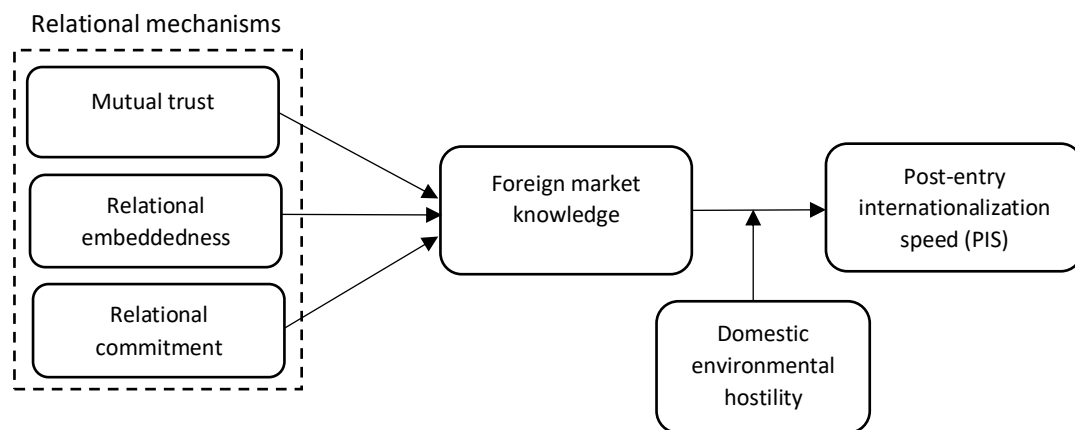 Relational mechanisms
Mutual trust
Relational
embeddedness
Relational
commitment
Foreign market
knowledge
Post-entry
internationalization
speed (PIS)
Domestic
environmental
hostility